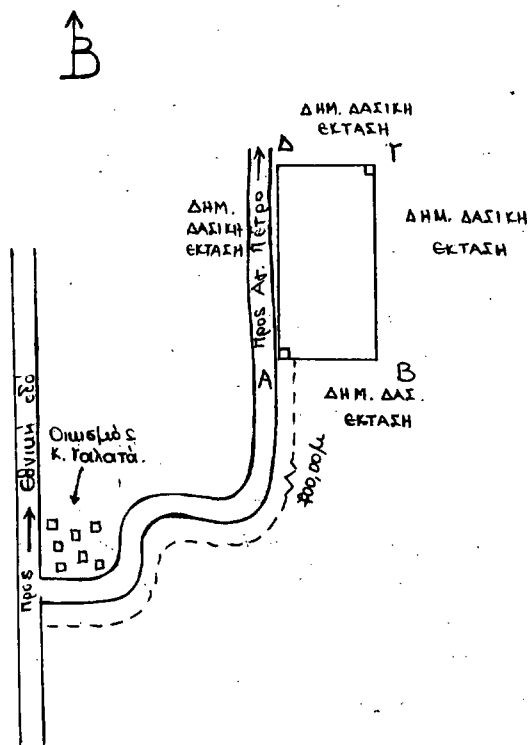 Β
ΔΗΜ. ΔΑΣΙΚΗ
ΕΚΤΑΣΗ
Δ
Γ
ΔΗΜ.
ΔΑΣΙΚΗ
ΕΚΤΑΣΗ
προς Αγ. Πέτρο
ΔΗΜ. ΔΑΣΙΚΗ
ΕΚΤΑΣΗ
Α
Β
ΔΗΜ. ΔΑΣ.
ΕΚΤΑΣΗ
Οικισμός
Κ. Γαλατά.
700,00μ
προς
Εθνική οδό